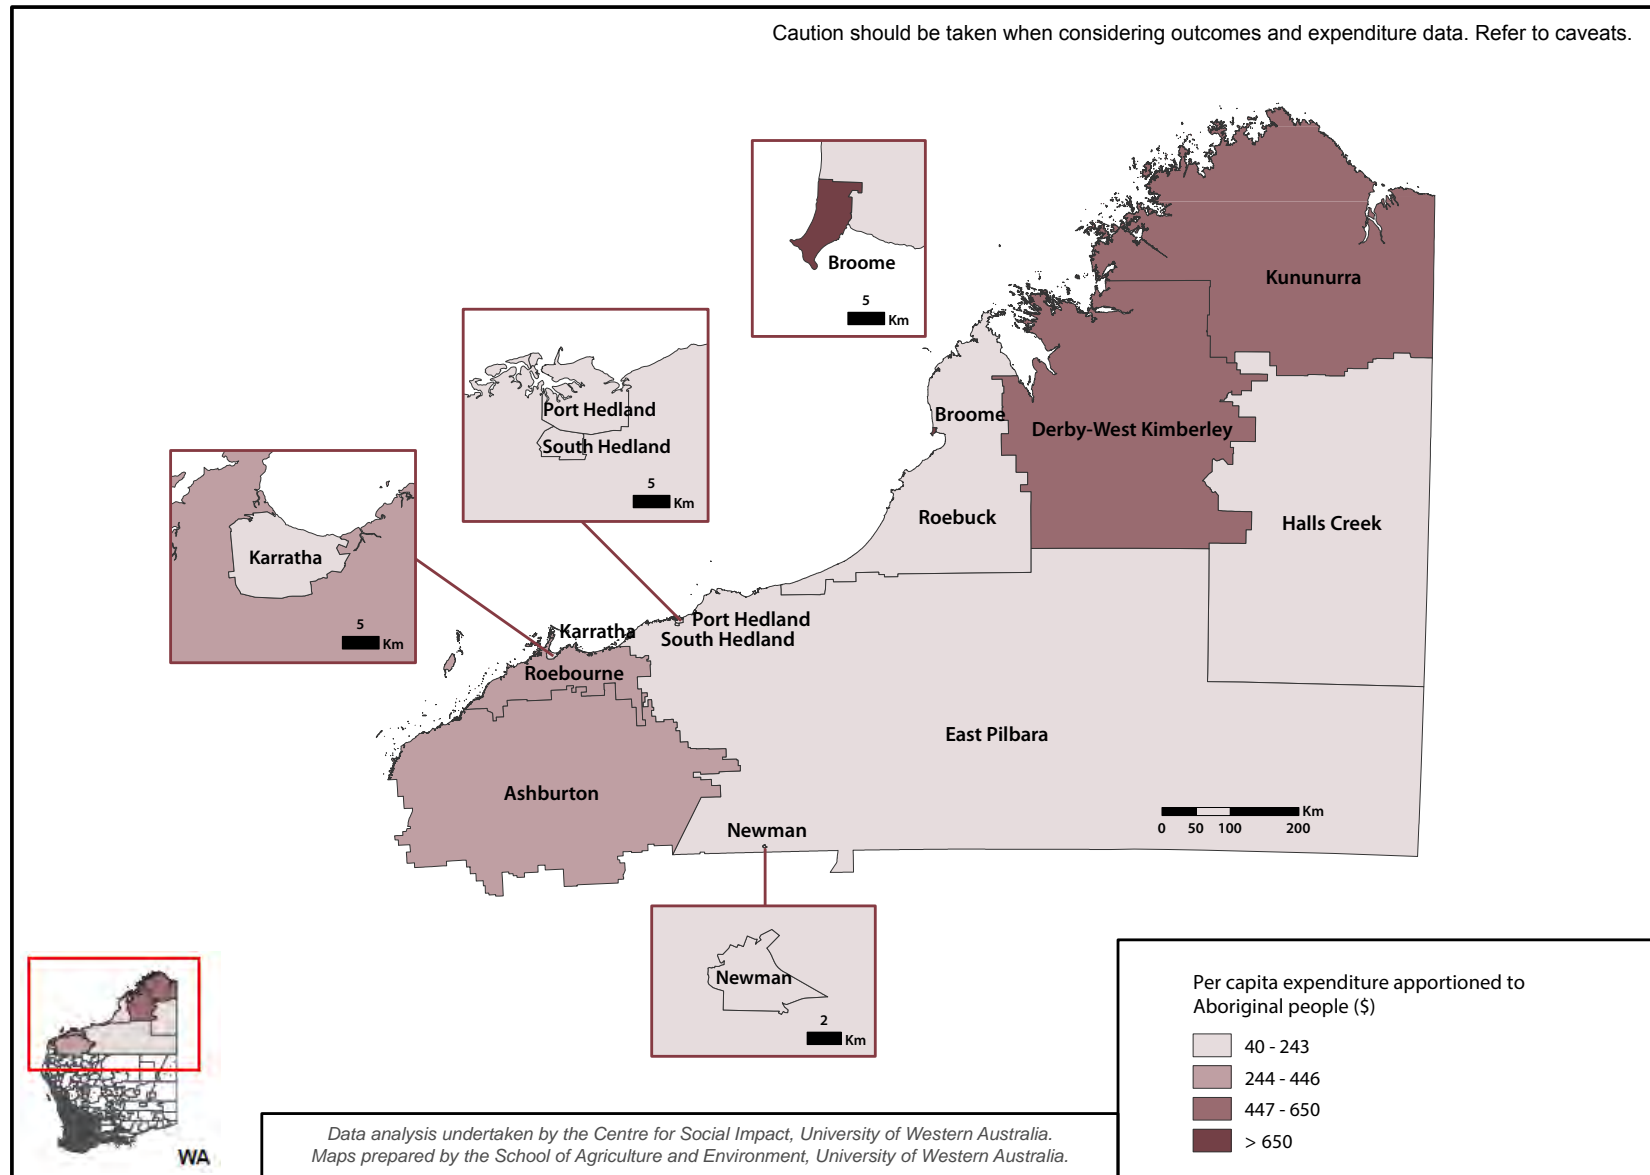 Caution should be taken when considering outcomes and expenditure data. Refer to caveats.
Broome
5
Km
Kununurra
Port Hedland
South Hedland
5
Km
Broome
Derby-West Kimberley
Karratha
5
Km
Roebuck
Halls Creek
Port Hedland
Karratha
South Hedland
Roebourne
East Pilbara
Ashburton
Km
0 50 100 200
Newman
Newman
2
Km
Per capita expenditure apportioned to
Aboriginal people ($)
40 - 243
244 - 446
447 - 650
> 650
WA
Data analysis undertaken by the Centre for Social Impact, University of Western Australia.
Maps prepared by the School of Agriculture and Environment, University of Western Australia.